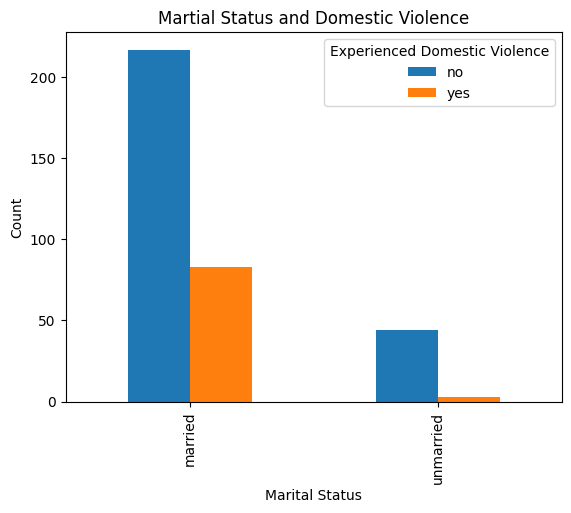 Martial Status and Domestic Violence
Experienced Domestic Violence
no
yes
Count
200
150
100
50
0
married
unmarried
Marital Status